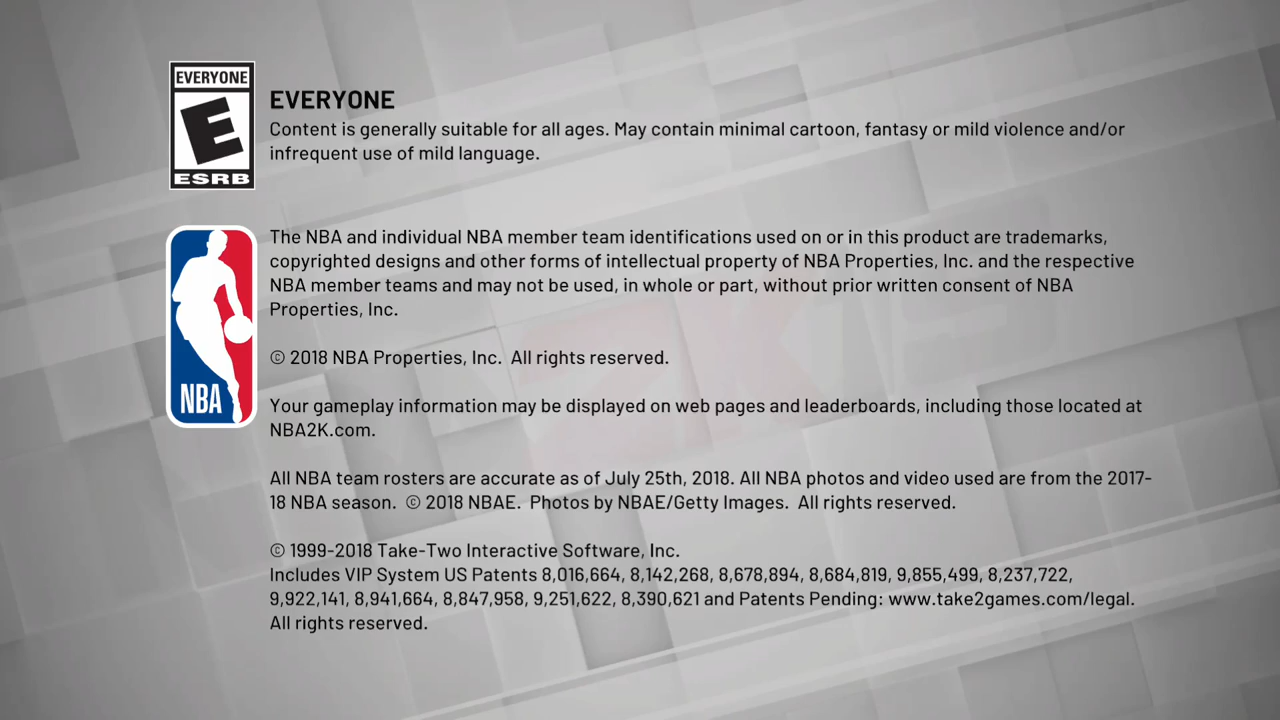 EVERYONE
E
ESRB
EVERYONE
Content is generally suitable for all ages. May contain minimal cartoon, fantasy or mild violence and/or
infrequent use of mild language.
NBA
The NBA and individual NBA member team identifications used on or in this product are trademarks,
copyrighted designs and other forms of intellectual property of NBA Properties, Inc. and the respective
NBA member teams and may not be used, in whole or part, without prior written consent of NBA
Properties, Inc.
© 2018 NBA Properties, Inc.  All rights reserved.
Your gameplay information may be displayed on web pages and leaderboards, including those located at
NBA2K.com.
All NBA team rosters are accurate as of July 25th, 2018. All NBA photos and video used are from the 2017-
18 NBA season.  © 2018 NBAE.  Photos by NBAE/Getty Images.  All rights reserved.
© 1999-2018 Take-Two Interactive Software, Inc.
Includes VIP System US Patents 8,016,664, 8,142,268, 8,678,894, 8,684,819, 9,855,499, 8,237,722,
9,922,141, 8,941,664, 8,847,958, 9,251,622, 8,390,621 and Patents Pending: www.take2games.com/legal.
All rights reserved.